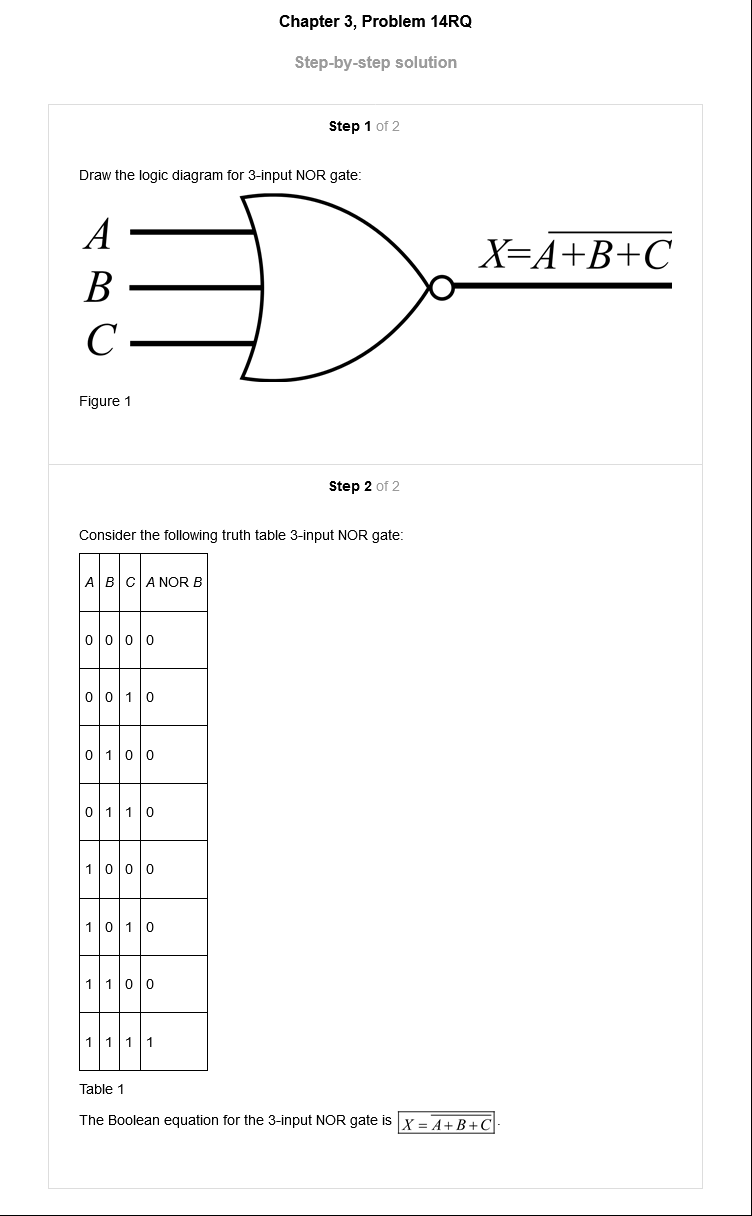 Chapter 3, Problem 14RQ
Step-by-step solution
Step 1 of 2
Draw the logic diagram for 3-input NOR gate:
A
B
C
X=A+B+C
Figure 1
Step 2 of 2
Consider the following truth table 3-input NOR gate:
A B C A NOR B
0 0 0 0
0 0 1 0
0 1 0 0
0 1 1 0
1 0 0 0
1 0 1 0
1 1 0 0
1 1 1 1
Table 1
The Boolean equation for the 3-input NOR gate is X = A+B+C.